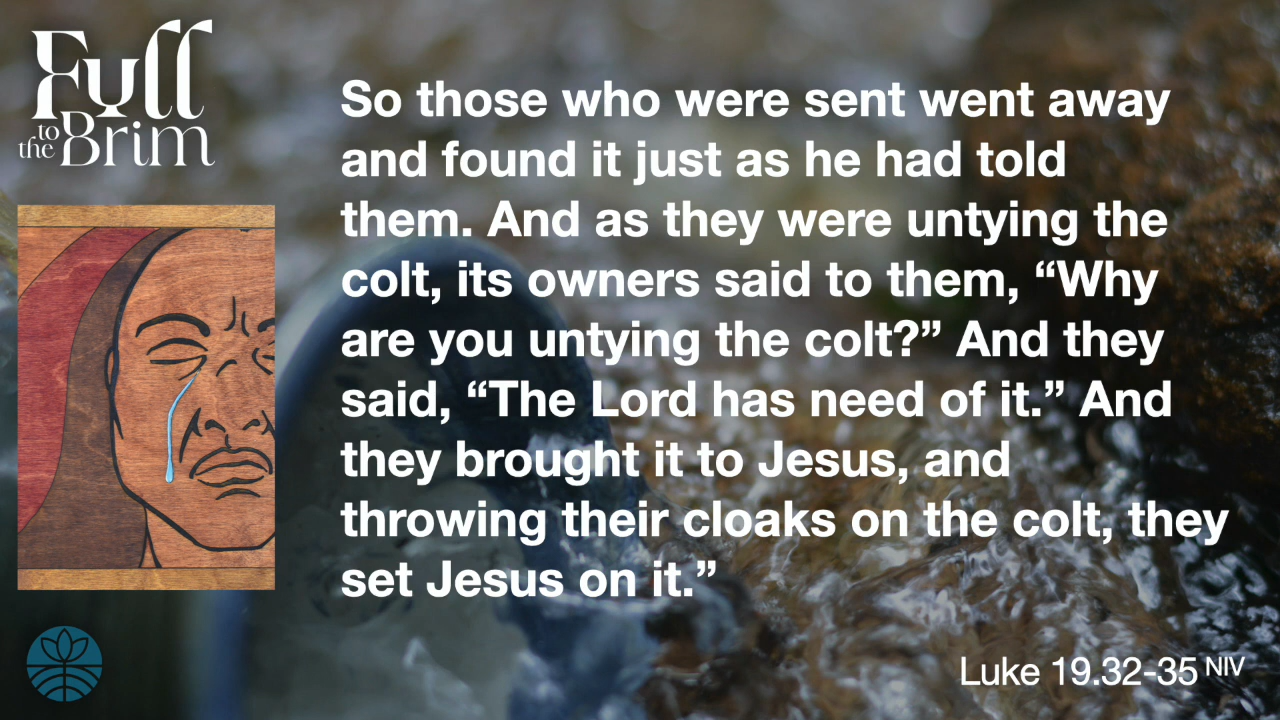 Full
to
the Brim
So those who were sent went away
and found it just as he had told
them. And as they were untying the
colt, its owners said to them, “Why
are you untying the colt?” And they
said, “The Lord has need of it.” And
they brought it to Jesus, and
throwing their cloaks on the colt, they
set Jesus on it.”
Luke 19.32-35 NIV